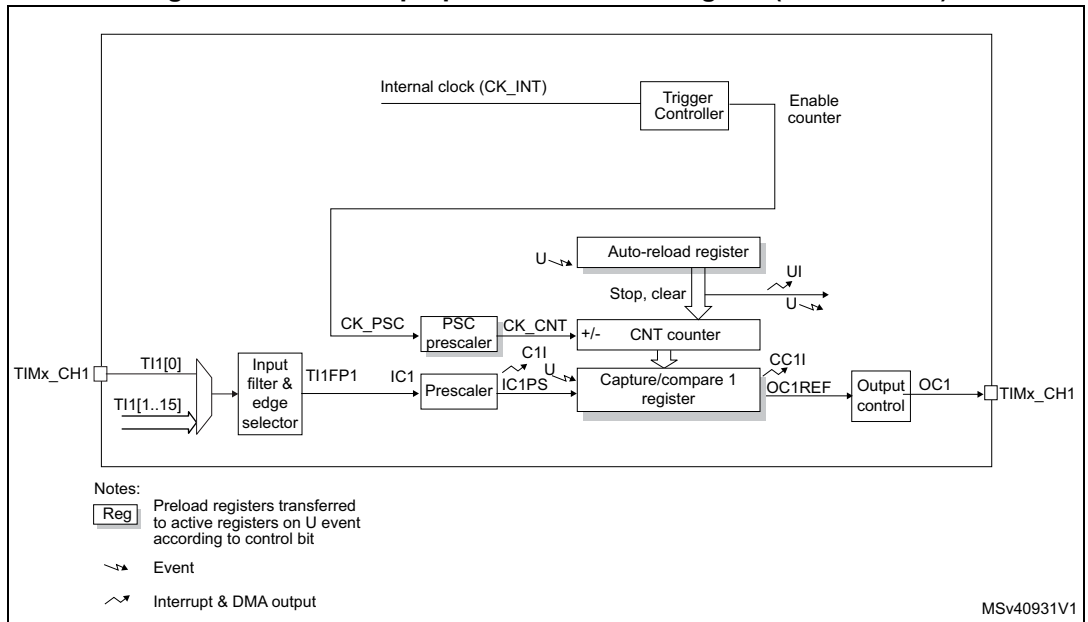 Internal clock (CK_INT)
Trigger
Controller
Enable
counter
Auto-reload register
U
UI
Stop, clear
U
CK_PSC
PSC
prescaler
CK_CNT
+/-
CNT counter
TIMx_CH1
TI1[0]
TI1[1..15]
Input
filter &
edge
selector
TI1FP1
IC1
Prescaler
C1I
IC1PS
U
Capture/compare 1
register
CC1I
OC1REF
Output
control
OC1
TIMx_CH1
Notes:
Reg
Preload registers transferred
to active registers on U event
according to control bit
Event
Interrupt & DMA output
MSv40931V1